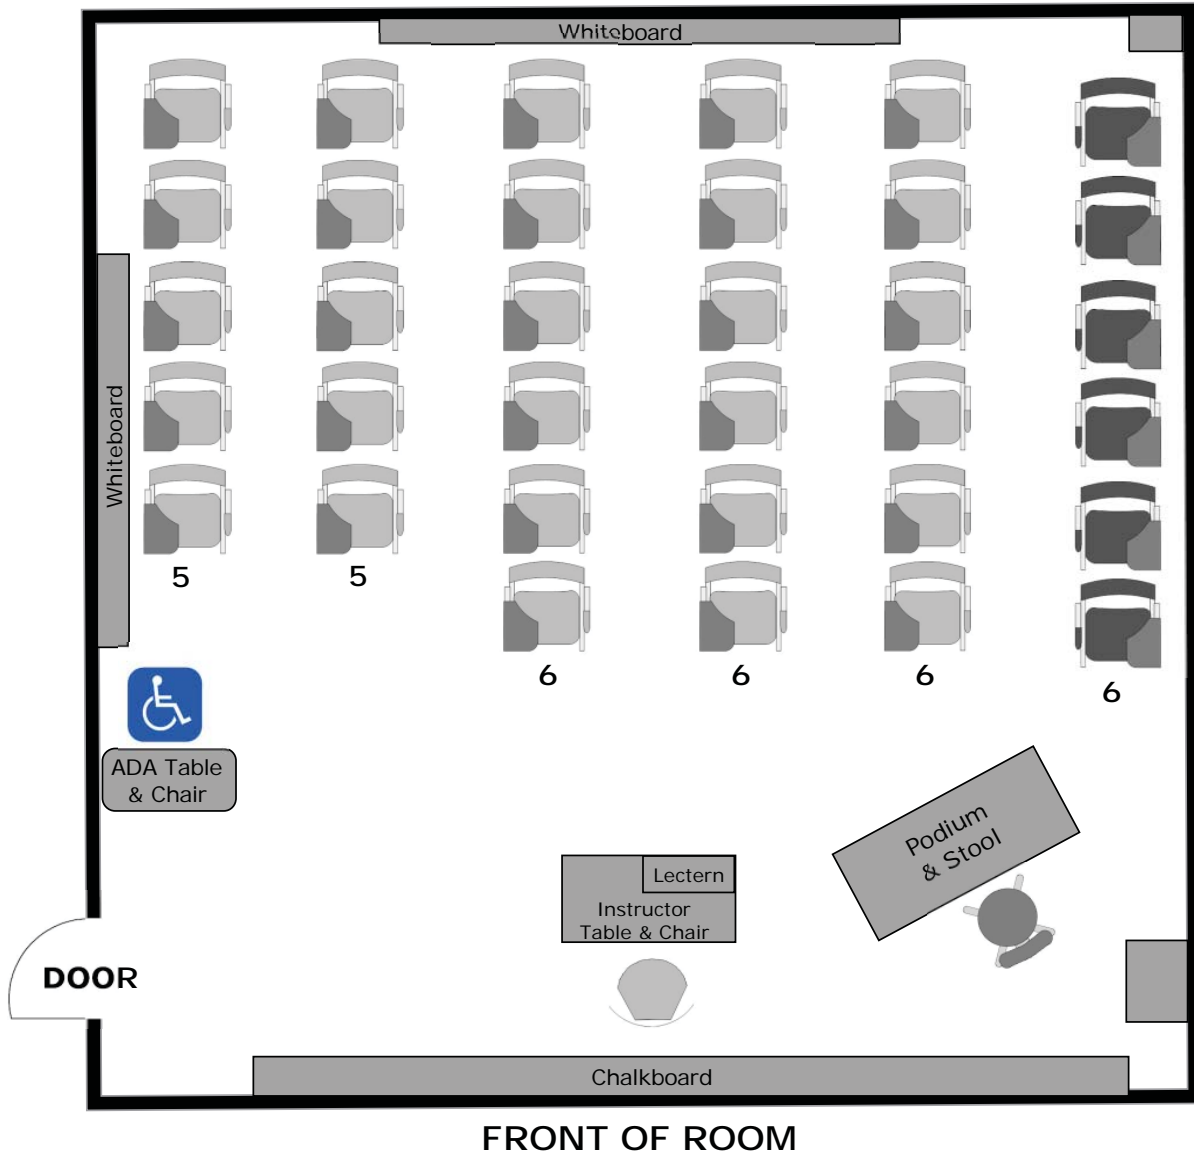 Whiteboard
Whiteboard
5
5
6
6
6
6
ADA Table
& Chair
Podium
& Stool
Lectern
Instructor
Table & Chair
DOOR
Chalkboard
FRONT OF ROOM